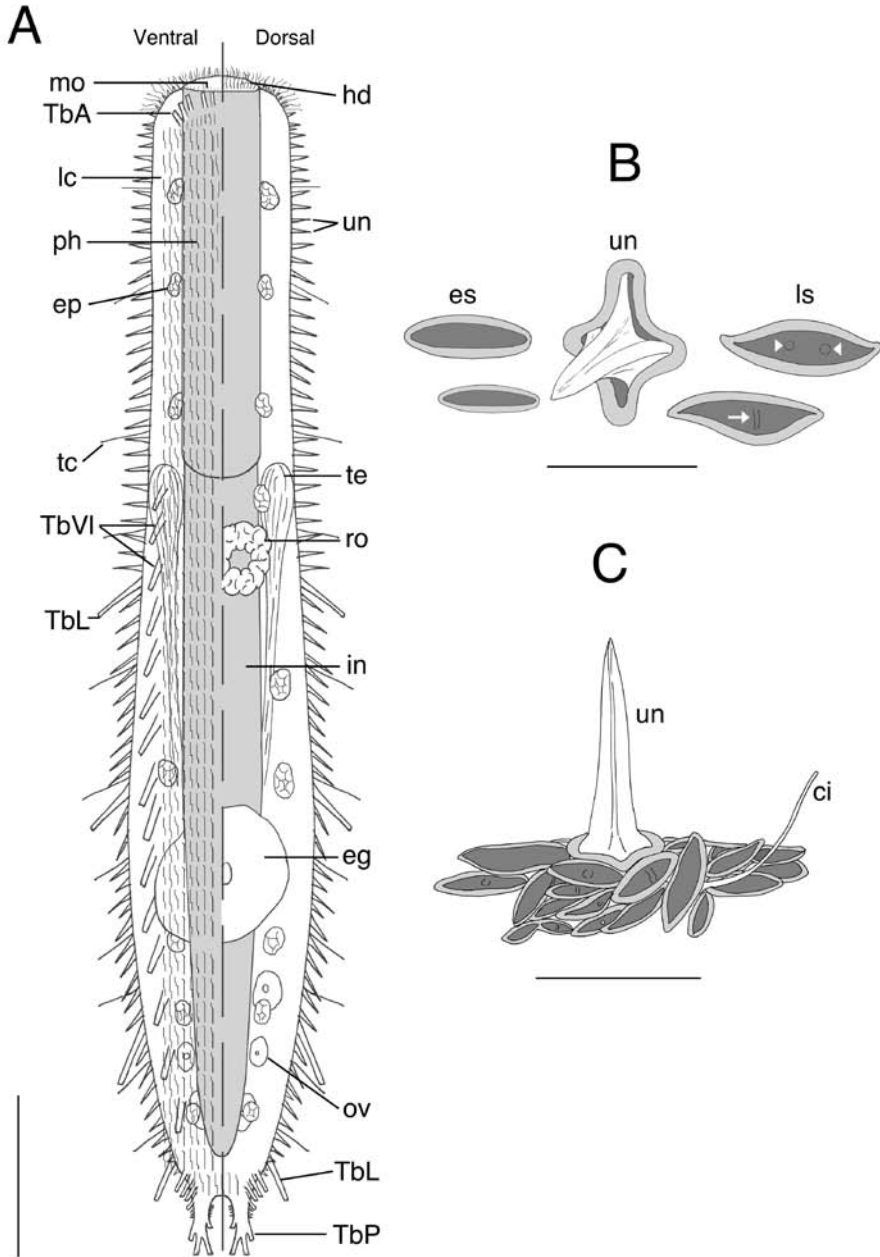 A
Ventral
Dorsal
mo
hd
TbA
lc
un
ph
ep
tc
te
TbVl
ro
TbL
in
eg
ov
TbL
TbP
B
un
es
ls
C
un
ci